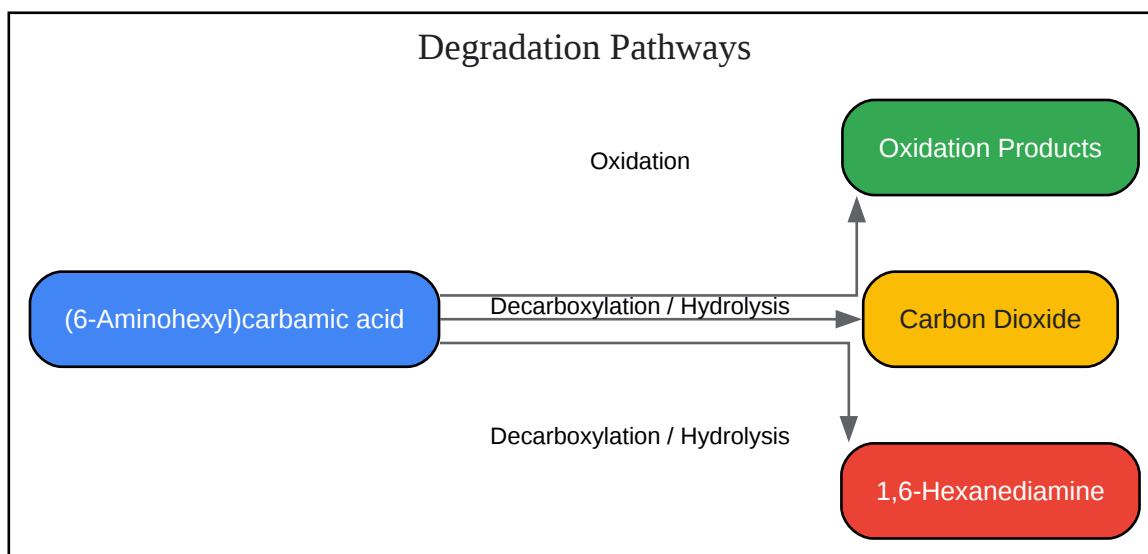 Degradation Pathways
Oxidation Products
Oxidation
(6-Aminohexyl)carbamic acid
Decarboxylation / Hydrolysis
Carbon Dioxide
Decarboxylation / Hydrolysis
1,6-Hexanediamine